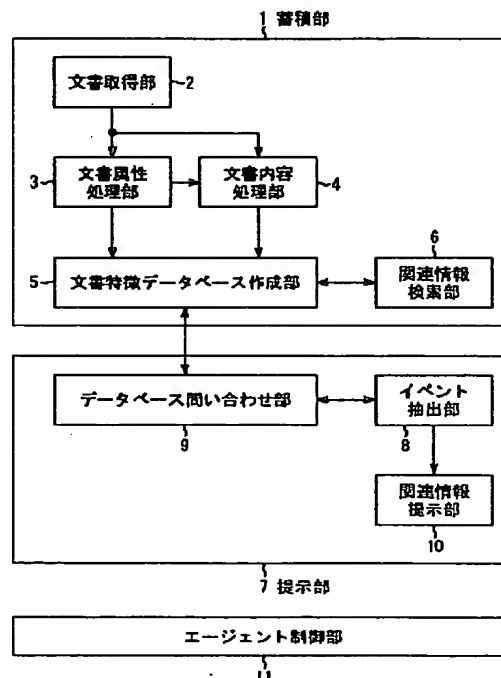 1 蓄積部
文書取得部
2
3
文書属性
処理部
文書内容
処理部
4
5
文書特徴データベース作成部
6
関連情報
検索部
データベース問い合わせ部
9
イベント
抽出部
8
関連情報
提示部
10
7 提示部
エージェント制御部
11